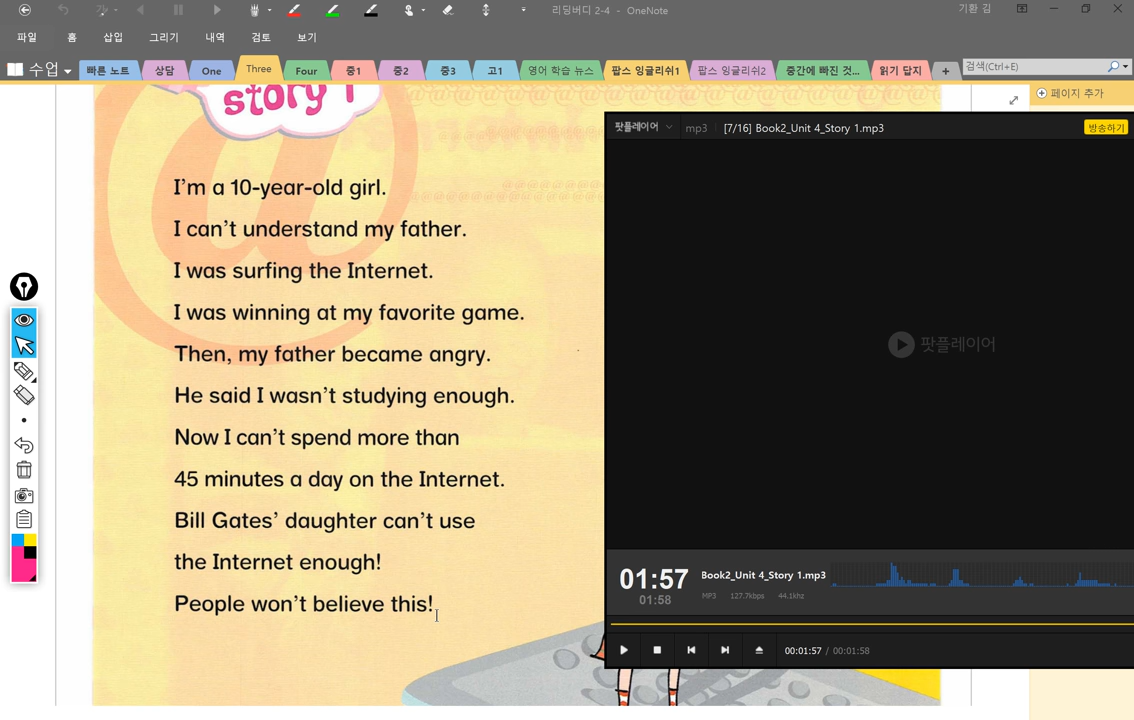 리딩버디 2-4 - OneNote
기환 김
파일 홈 삽입 그리기 내역 검토 보기
수업 빠른 노트 상담 One Three Four 중1 중2 중3 고1 영어 학습 뉴스 팝스 잉글리쉬1 팝스 잉글리쉬2 중간에 빠진 것... 읽기 답지 + 검색(Ctrl+E)
페이지 추가
story 1
팟플레이어 mp3 [7/16] Book2_Unit 4_Story 1.mp3 방송하기
I'm a 10-year-old girl.
I can't understand my father.
I was surfing the Internet.
I was winning at my favorite game.
Then, my father became angry.
He said I wasn't studying enough.
Now I can't spend more than
45 minutes a day on the Internet.
Bill Gates' daughter can't use
the Internet enough!
People won't believe this!
팟플레이어
01:57
01:58
Book2_Unit 4_Story 1.mp3
MP3 127.7kbps 44.1khz
00:01:57 / 00:01:58